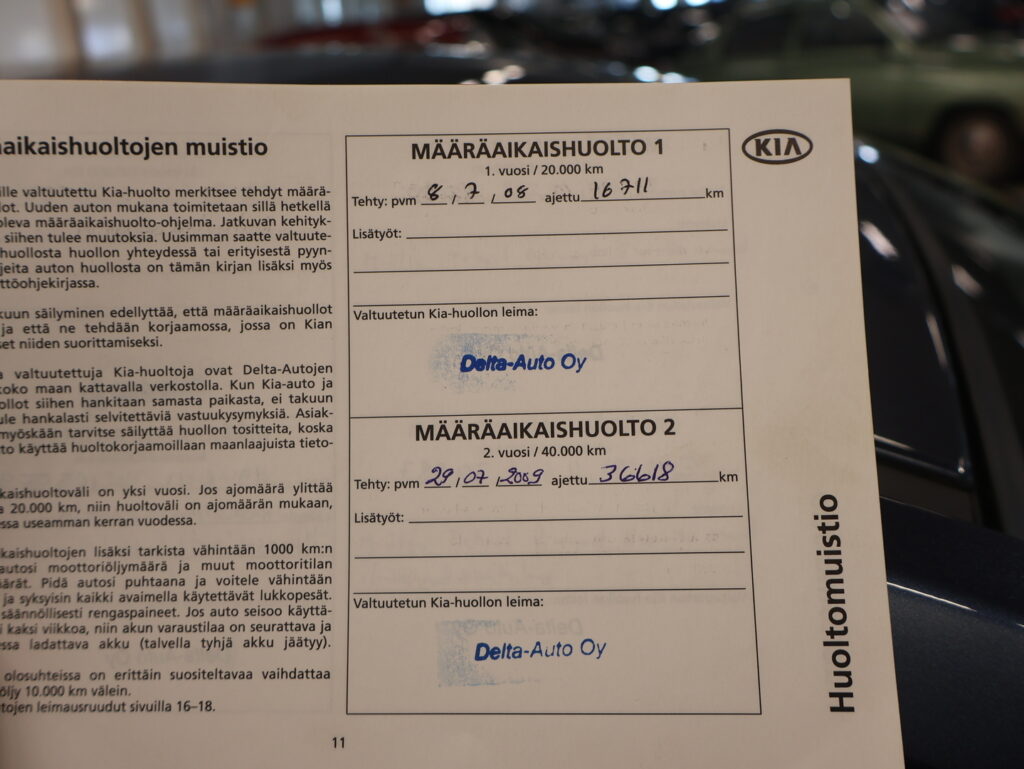 aikaishuoltojen muistio
ille valtuutettu Kia-huolto merkitsee tehdyt määrä-
lot. Uuden auton mukana toimitetaan sillä hetkellä
oleva määräaikaishuolto-ohjelma. Jatkuvan kehityk-
siihen tulee muutoksia. Uusimman saatte valtuute-
huollosta huollon yhteydessä tai erityisestä pyyn-
jeita auton huollosta on tämän kirjan lisäksi myös
ttöohjekirjassa.
kuun säilyminen edellyttää, että määräaikaishuollot
ja että ne tehdään korjaamossa, jossa on Kian
set niiden suorittamiseksi.
valtuutettuja Kia-huoltoja ovat Delta-Autojen
koko maan kattavalla verkostolla. Kun Kia-auto ja
ollot siihen hankitaan samasta paikasta, ei takuun
ule hankalasti selvitettäviä vastuukysymyksiä. Asiak-
myöskään tarvitse säilyttää huollon tositteita, koska
to käyttää huoltokorjaamoillaan maanlaajuista tieto-
kaishuoltoväli on yksi vuosi. Jos ajomäärä ylittää
20.000 km, niin huoltoväli on ajomäärän mukaan,
essa useamman kerran vuodessa.
kaishuoltojen lisäksi tarkista vähintään 1000 km:n
autosi moottoriöljymäärä ja muut moottoritilan
määrät. Pidä autosi puhtaana ja voitele vähintään
ja syksyisin kaikki avaimella käytettävät lukkopesät.
säännöllisesti rengaspaineet. Jos auto seisoo käyttä-
i kaksi viikkoa, niin akun varaustilaa on seurattava ja
essa ladattava akku (talvella tyhjä akku jäätyy).
olosuhteissa on erittäin suositeltavaa vaihdattaa
öljy 10.000 km välein.
tojen leimausruudut sivuilla 16–18.
11
MÄÄRÄAIKAISHUOLTO 1
1. vuosi / 20.000 km
Tehty: pvm 8 , 7 , 08 ajettu 16711 km
Lisätyöt:
Valtuutetun Kia-huollon leima:
Delta-Auto Oy
MÄÄRÄAIKAISHUOLTO 2
2. vuosi / 40.000 km
Tehty: pvm 29 , 07 , 2009 ajettu 36618 km
Lisätyöt:
Valtuutetun Kia-huollon leima:
Delta-Auto Oy
KIA
Huoltomuistio